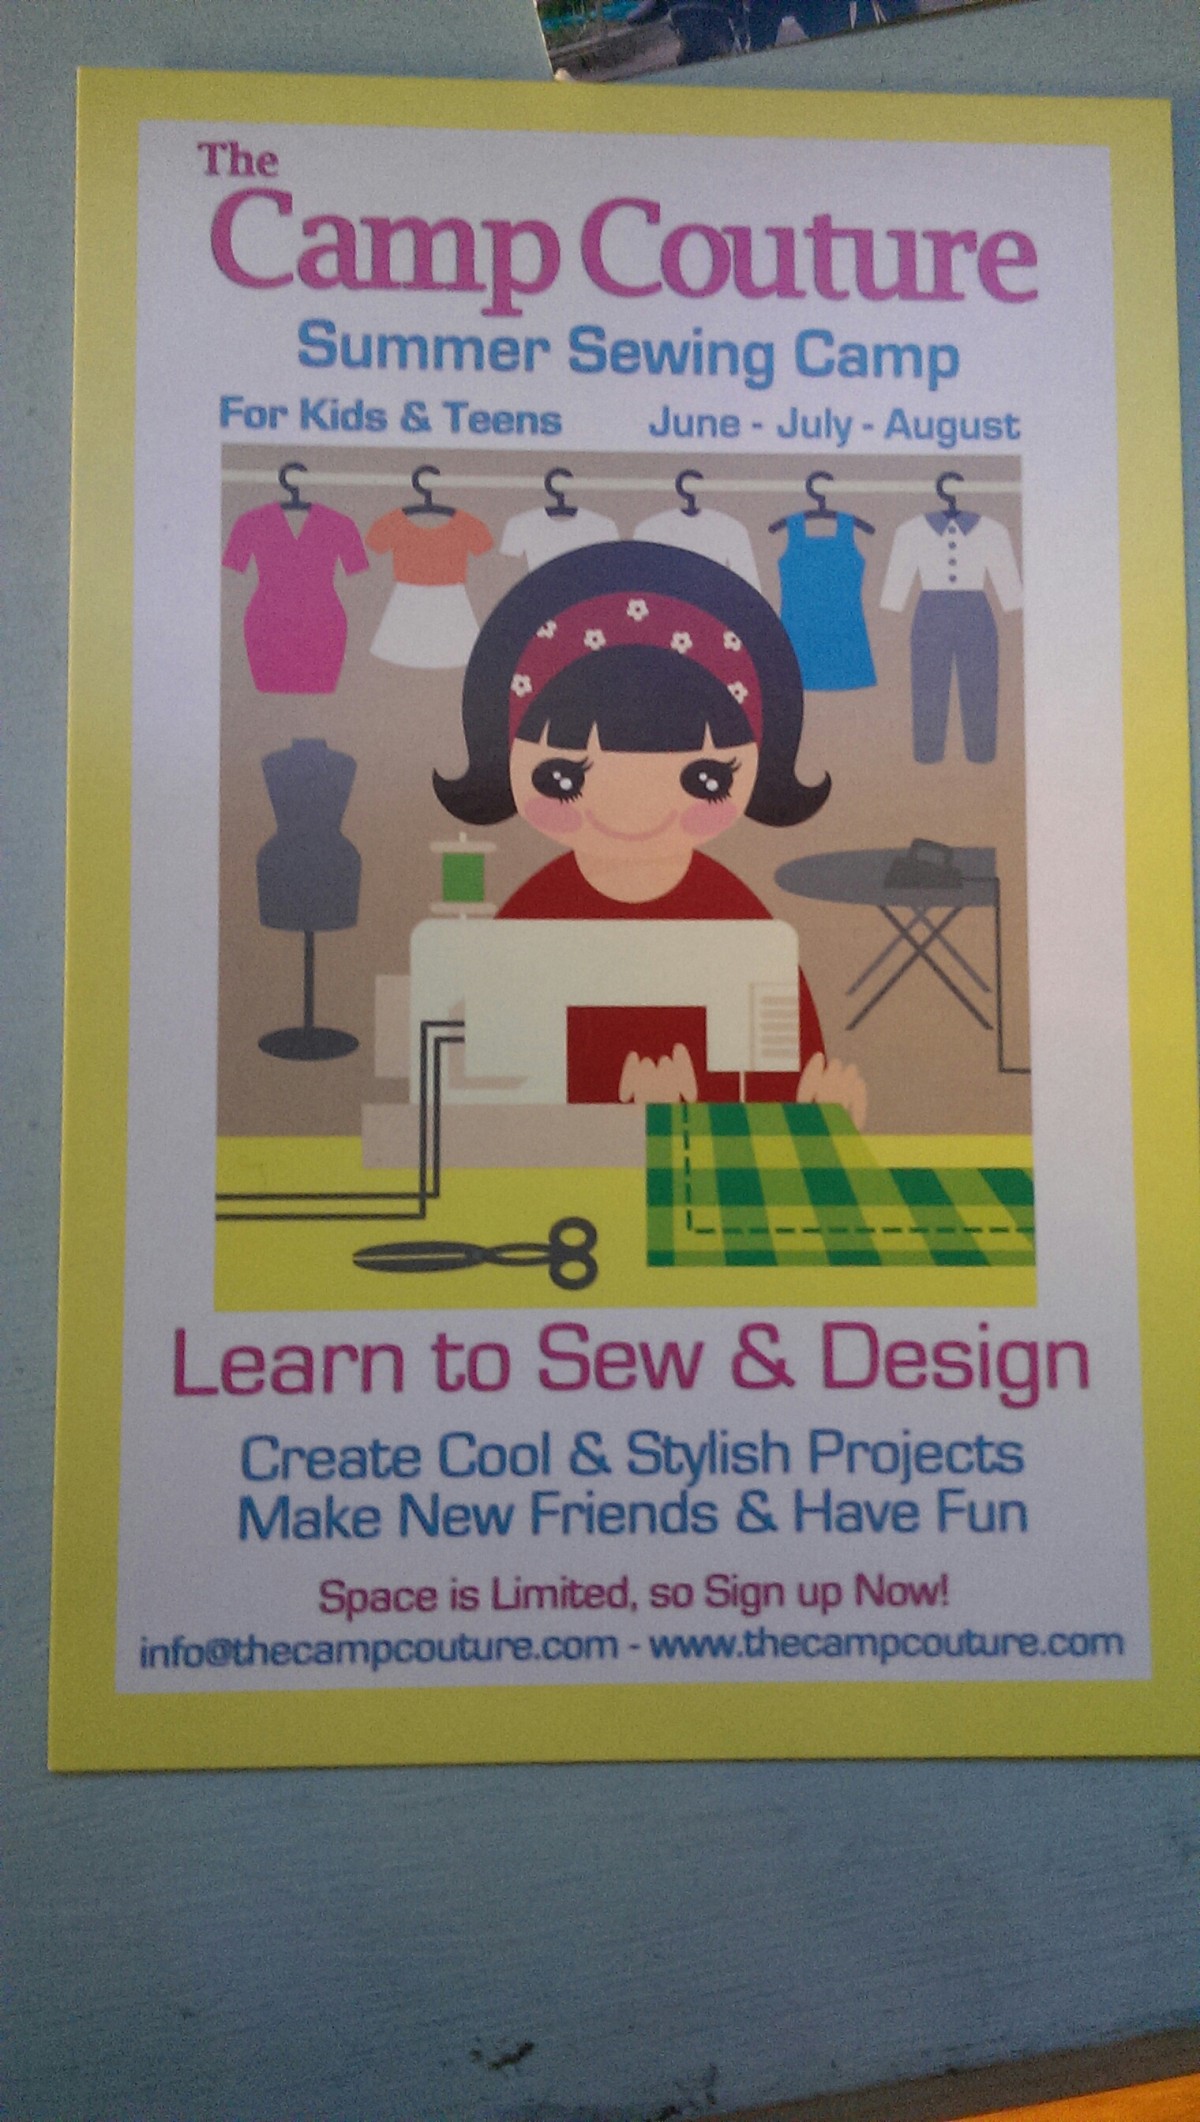 The
Camp Couture
Summer Sewing Camp
For Kids & Teens June - July - August
Learn to Sew & Design
Create Cool & Stylish Projects
Make New Friends & Have Fun
Space is Limited, so Sign up Now!
info@thecampcouture.com - www.thecampcouture.com